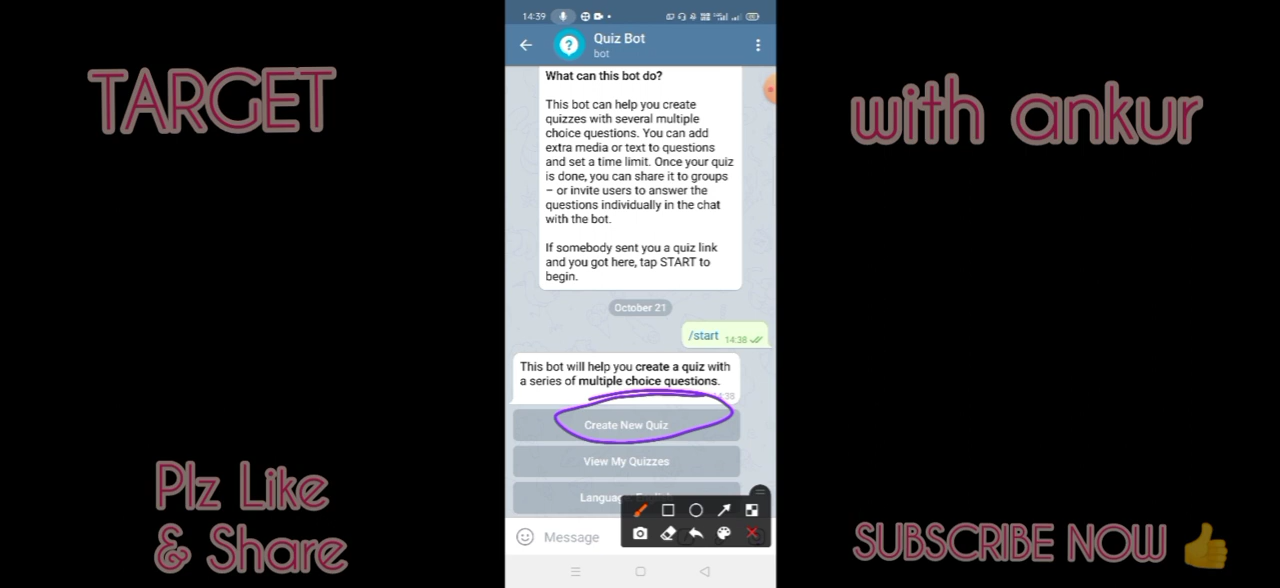 TARGET
with ankur
14:39
Quiz Bot
bot
What can this bot do?
This bot can help you create
quizzes with several multiple
choice questions. You can add
extra media or text to questions
and set a time limit. Once your quiz
is done, you can share it to groups
– or invite users to answer the
questions individually in the chat
with the bot.
If somebody sent you a quiz link
and you got here, tap START to
begin.
October 21
/start 14:38
This bot will help you create a quiz with
a series of multiple choice questions.
14:38
Create New Quiz
View My Quizzes
Message
Plz Like
& Share
SUBSCRIBE NOW